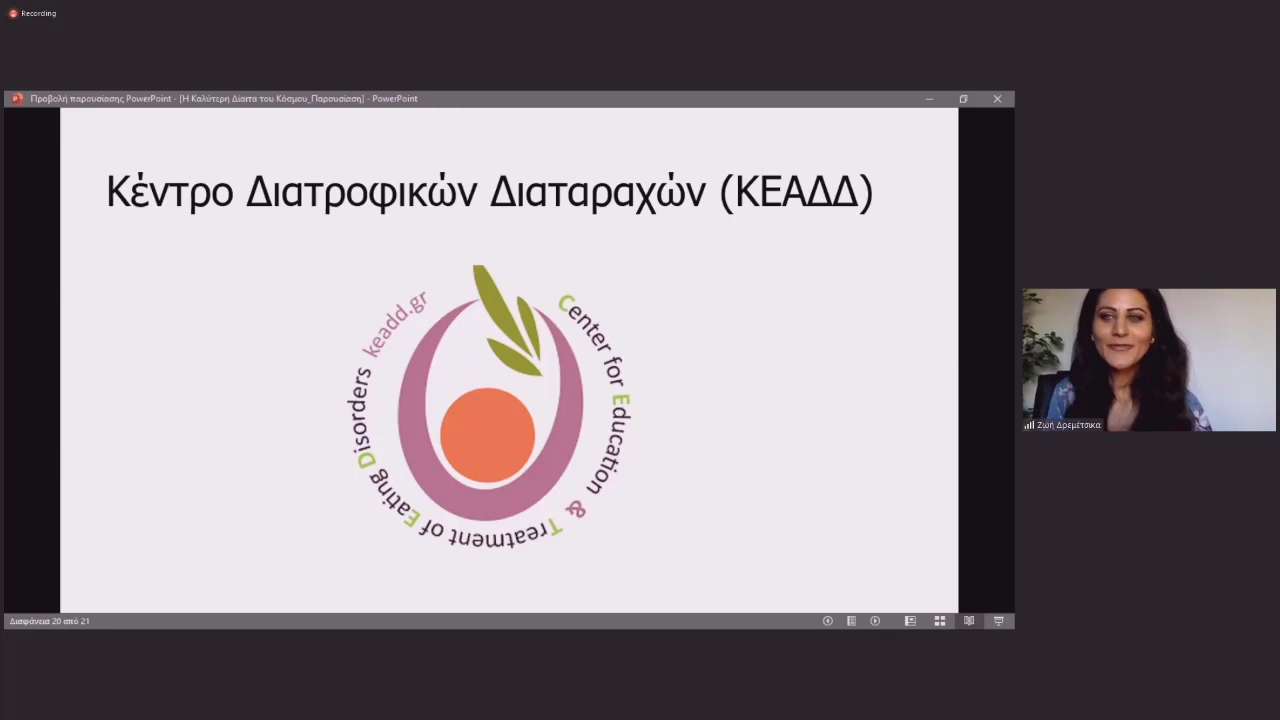 Recording
Προβολή παρουσίασης PowerPoint - [Η Καλύτερη Δίαιτα του Κόσμου_Παρουσίαση] - PowerPoint
Κέντρο Διατροφικών Διαταραχών (ΚΕΑΔΔ)
Center for Education & Treatment of Eating Disorders keadd.gr
Ζωή Δρεμέτσικα
Διαφάνεια 20 από 21